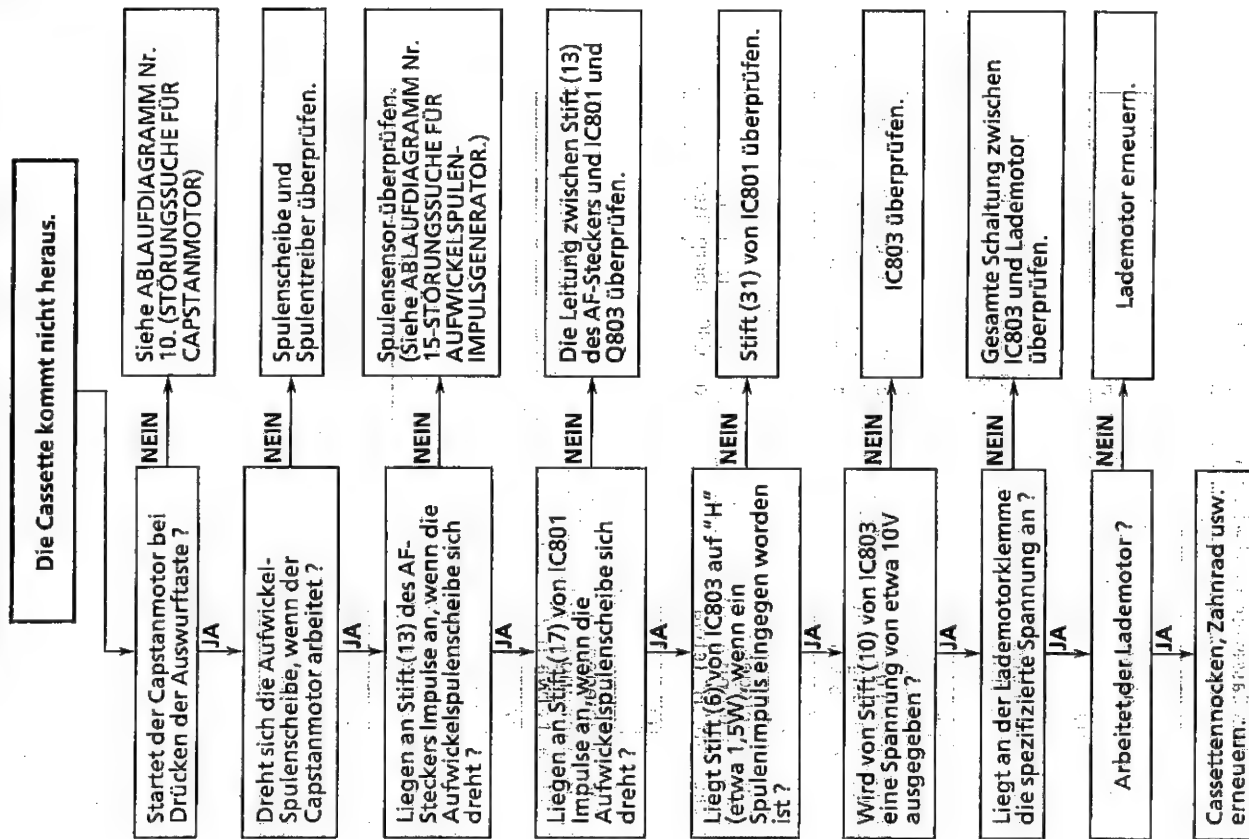 Die Cassette kommt nicht heraus.
Startet der Capstanmotor bei
Drücken der Auswurftaste ?
NEIN
Siehe ABLAUFDIAGRAMM Nr.
10. (STÖRUNGSSUCHE FÜR
CAPSTANMOTOR)
JA
Dreht sich die Aufwickel-
Spulenscheibe, wenn der
Capstanmotor arbeitet ?
NEIN
Spulenscheibe und
Spulentreiber überprüfen.
JA
Liegen an Stift (13) des AF-
Steckers Impulse an, wenn die
Aufwickelspulenscheibe sich
dreht ?
NEIN
Spulensensor überprüfen.
(Siehe ABLAUFDIAGRAMM Nr.
15-STÖRUNGSSUCHE FÜR
AUFWICKELSPULEN-
IMPULSGENERATOR.)
JA
Liegen an Stift (17) von IC801
Impulse an, wenn die
Aufwickelspulenscheibe sich
dreht ?
NEIN
Die Leitung zwischen Stift (13)
des AF-Steckers und IC801 und
Q803 überprüfen.
JA
Liegt Stift (6) von IC803 auf "H"
(etwa 1,5W), wenn ein
Spulenimpuls eingegen worden
ist ?
NEIN
Stift (31) von IC801 überprüfen.
JA
Wird von Stift (10) von IC803
eine Spannung von etwa 10V
ausgegeben ?
NEIN
IC803 überprüfen.
JA
Liegt an der Lademotorklemme
die spezifizierte Spannung an ?
NEIN
Gesamte Schaltung zwischen
IC803 und Lademotor
überprüfen.
JA
Arbeitet der Lademotor ?
NEIN
Lademotor erneuern.
JA
Cassettennocken, Zahnrad usw.
erneuern.